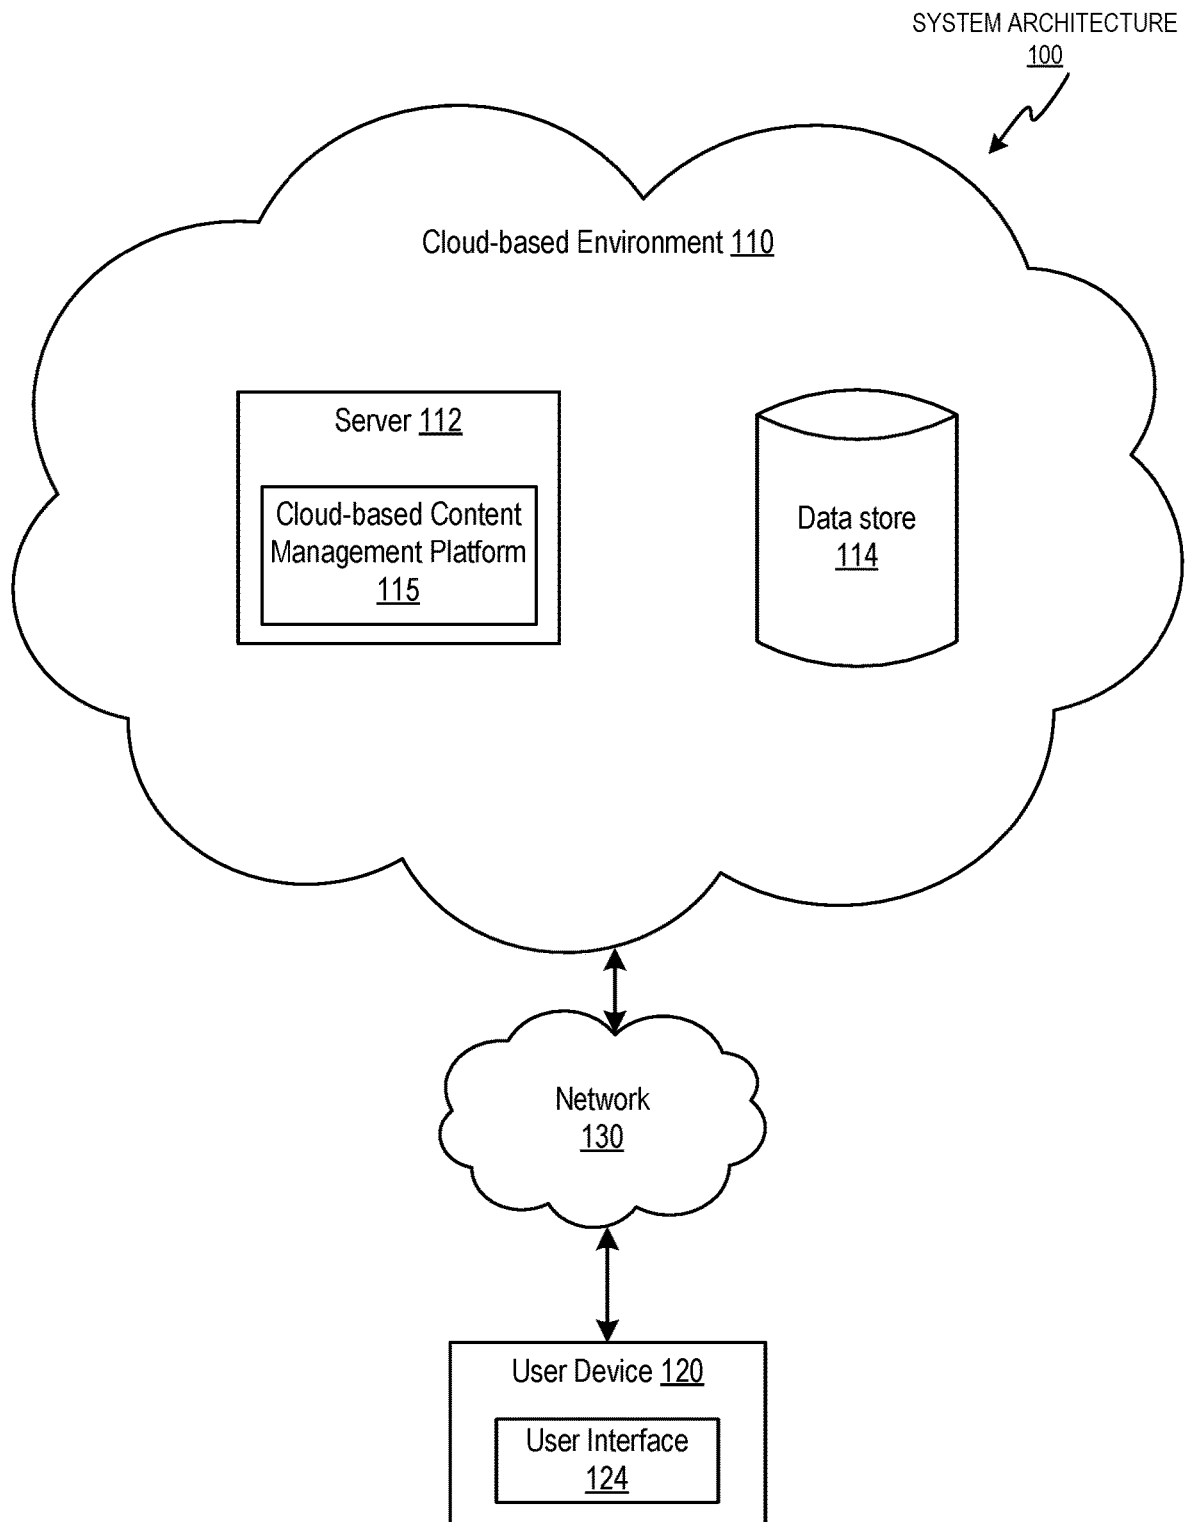 SYSTEM ARCHITECTURE
100
Cloud-based Environment 110
Server 112
Cloud-based Content
Management Platform
115
Data store
114
Network
130
User Device 120
User Interface
124